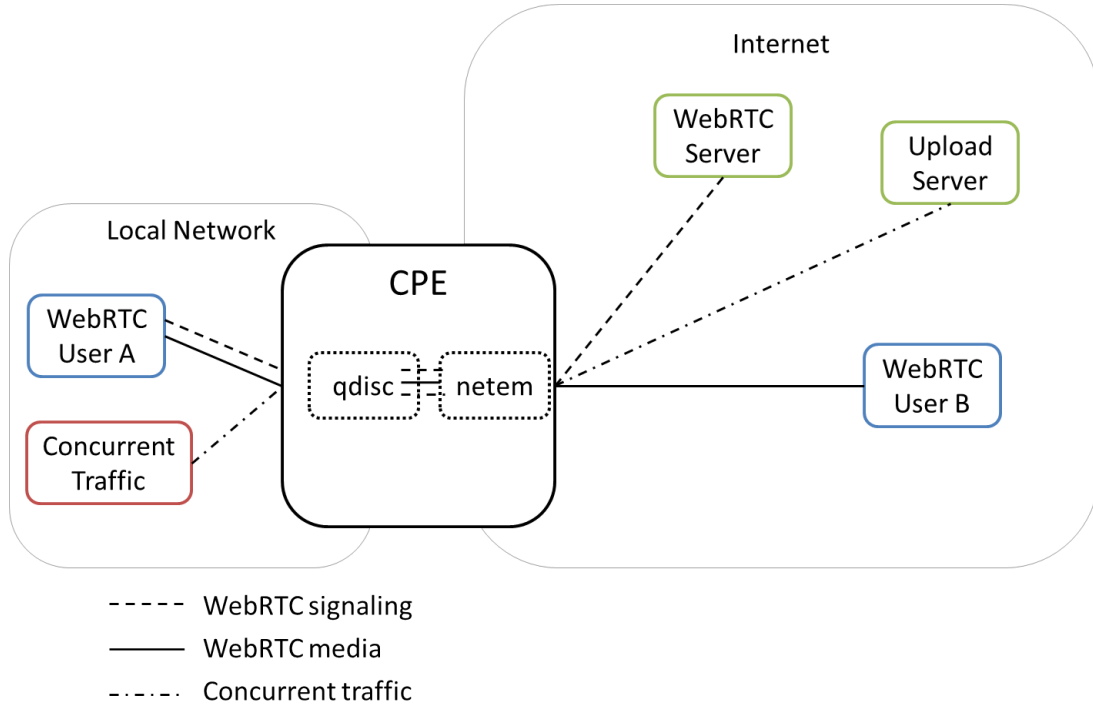 Internet
WebRTC
Server
Upload
Server
Local Network
CPE
WebRTC
User A
qdisc
netem
WebRTC
User B
Concurrent
Traffic
WebRTC signaling
WebRTC media
Concurrent traffic